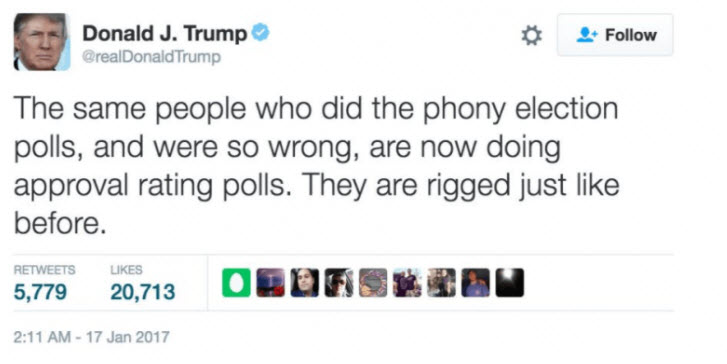 Donald J. Trump
Follow
@realDonaldTrump
The same people who did the phony election
polls, and were so wrong, are now doing
approval rating polls. They are rigged just like
before.
RETWEETS LIKES
5,779 20,713
2:11 AM - 17 Jan 2017